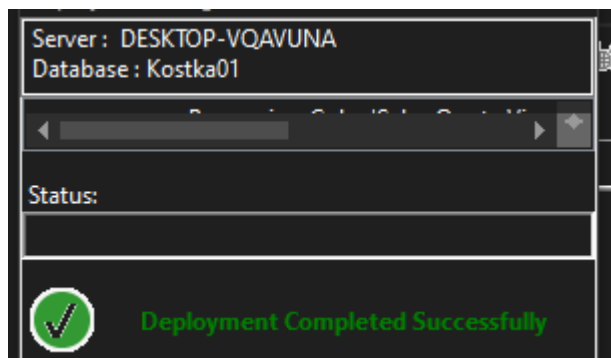 Server : DESKTOP-VQAVUNA
Database : Kostka01
Status:
Deployment Completed Successfully